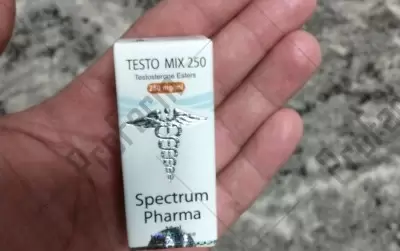 TESTO MIX 250
Testosterone Esters
250 mg/ml
Spectrum
Pharma